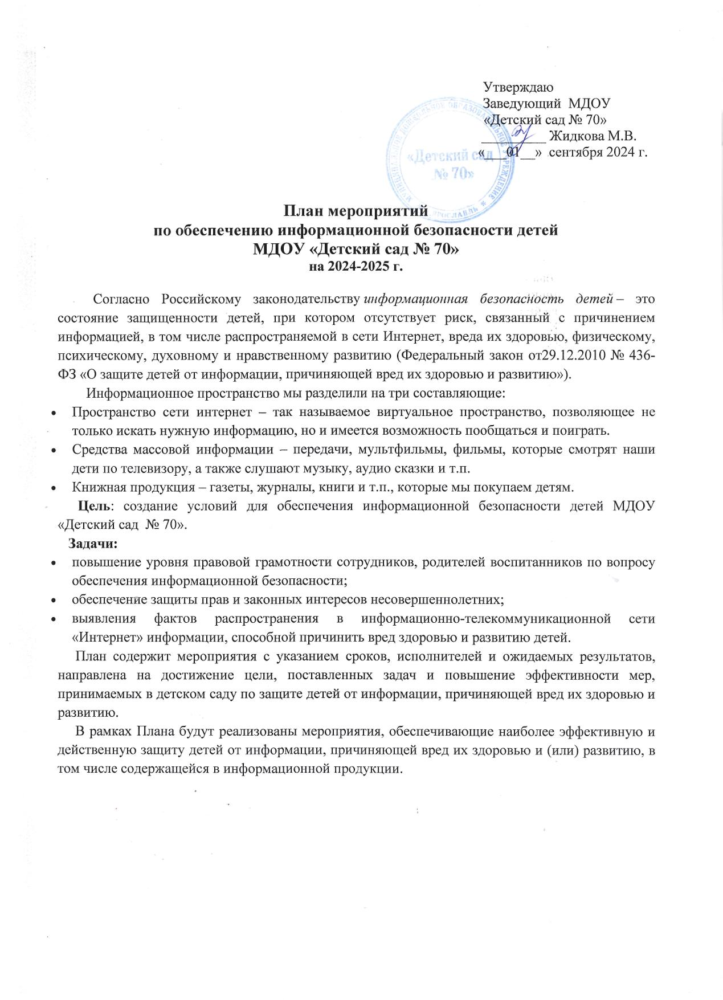 Утверждаю
Заведующий МДОУ
«Детский сад № 70»
_________ Жидкова М.В.
«___01__» сентября 2024 г.
МУНИЦИПАЛЬНОЕ ДОШКОЛЬНОЕ ОБРАЗОВАТЕЛЬНОЕ УЧРЕЖДЕНИЕ
«Детский сад
№ 70»
ЯРОСЛАВЛЬ
План мероприятий
по обеспечению информационной безопасности детей
МДОУ «Детский сад № 70»
на 2024-2025 г.
Согласно Российскому законодательству информационная безопасность детей – это
состояние защищенности детей, при котором отсутствует риск, связанный с причинением
информацией, в том числе распространяемой в сети Интернет, вреда их здоровью, физическому,
психическому, духовному и нравственному развитию (Федеральный закон от29.12.2010 № 436-
ФЗ «О защите детей от информации, причиняющей вред их здоровью и развитию»).
Информационное пространство мы разделили на три составляющие:
• Пространство сети интернет – так называемое виртуальное пространство, позволяющее не
только искать нужную информацию, но и имеется возможность пообщаться и поиграть.
• Средства массовой информации – передачи, мультфильмы, фильмы, которые смотрят наши
дети по телевизору, а также слушают музыку, аудио сказки и т.п.
• Книжная продукция – газеты, журналы, книги и т.п., которые мы покупаем детям.
Цель: создание условий для обеспечения информационной безопасности детей МДОУ
«Детский сад № 70».
Задачи:
• повышение уровня правовой грамотности сотрудников, родителей воспитанников по вопросу
обеспечения информационной безопасности;
• обеспечение защиты прав и законных интересов несовершеннолетних;
• выявления фактов распространения в информационно-телекоммуникационной сети
«Интернет» информации, способной причинить вред здоровью и развитию детей.
План содержит мероприятия с указанием сроков, исполнителей и ожидаемых результатов,
направлена на достижение цели, поставленных задач и повышение эффективности мер,
принимаемых в детском саду по защите детей от информации, причиняющей вред их здоровью и
развитию.
В рамках Плана будут реализованы мероприятия, обеспечивающие наиболее эффективную и
действенную защиту детей от информации, причиняющей вред их здоровью и (или) развитию, в
том числе содержащейся в информационной продукции.